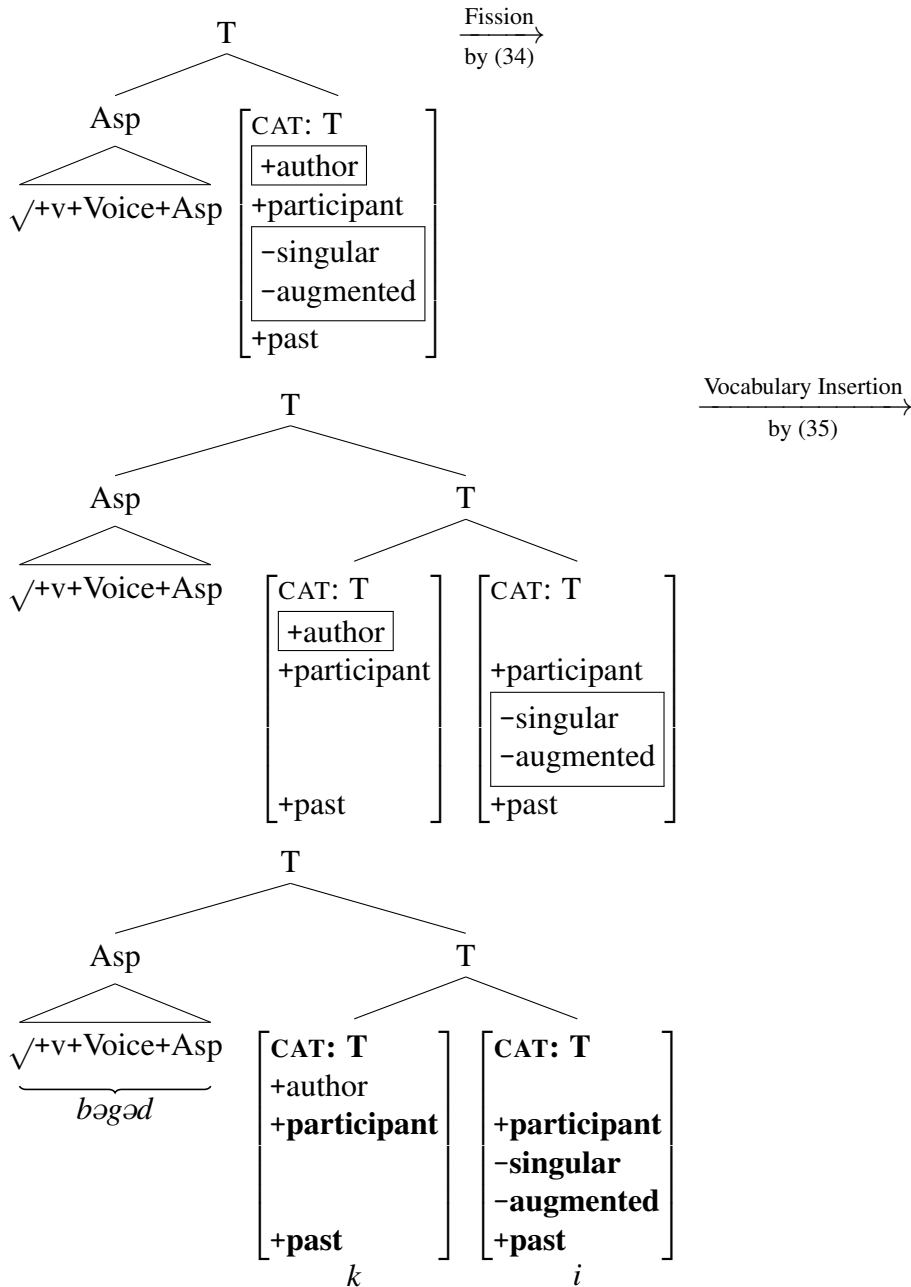 T
Fission
by (34)
Asp
CAT: T
+author
√+v+Voice+Asp
+participant
−singular
−augmented
+past
T
Vocabulary Insertion
by (35)
Asp
T
√+v+Voice+Asp
CAT: T CAT: T
+author
+participant +participant
−singular
−augmented
+past +past
T
Asp
T
√+v+Voice+Asp
CAT: T CAT: T
+author
bəgəd
+participant +participant
−singular
−augmented
+past +past
k i